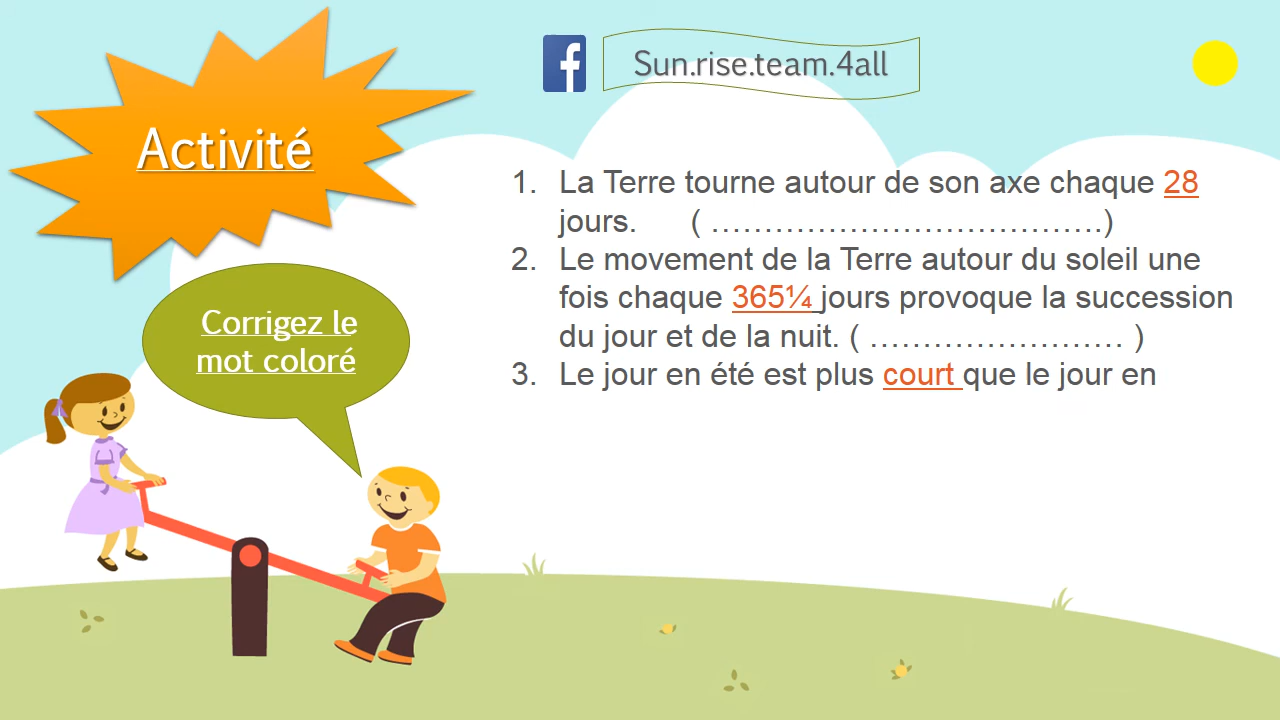 Sun.rise.team.4all
Activité
1. La Terre tourne autour de son axe chaque 28
jours. ( ……………………………….)
2. Le movement de la Terre autour du soleil une
fois chaque 365¼ jours provoque la succession
du jour et de la nuit. ( …………………… )
3. Le jour en été est plus court que le jour en
Corrigez le
mot coloré